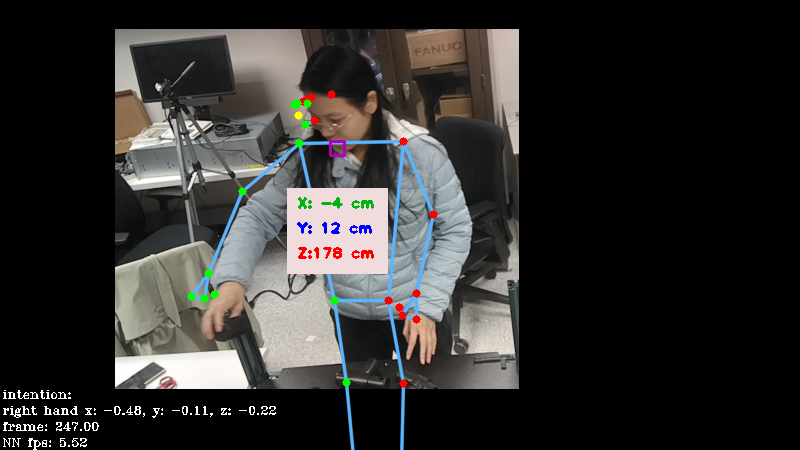 FANUC
X: -4 cm
Y: 12 cm
Z:178 cm
intention:
right hand x: -0.48, y: -0.11, z: -0.22
frame: 247.00
NN fps: 5.52